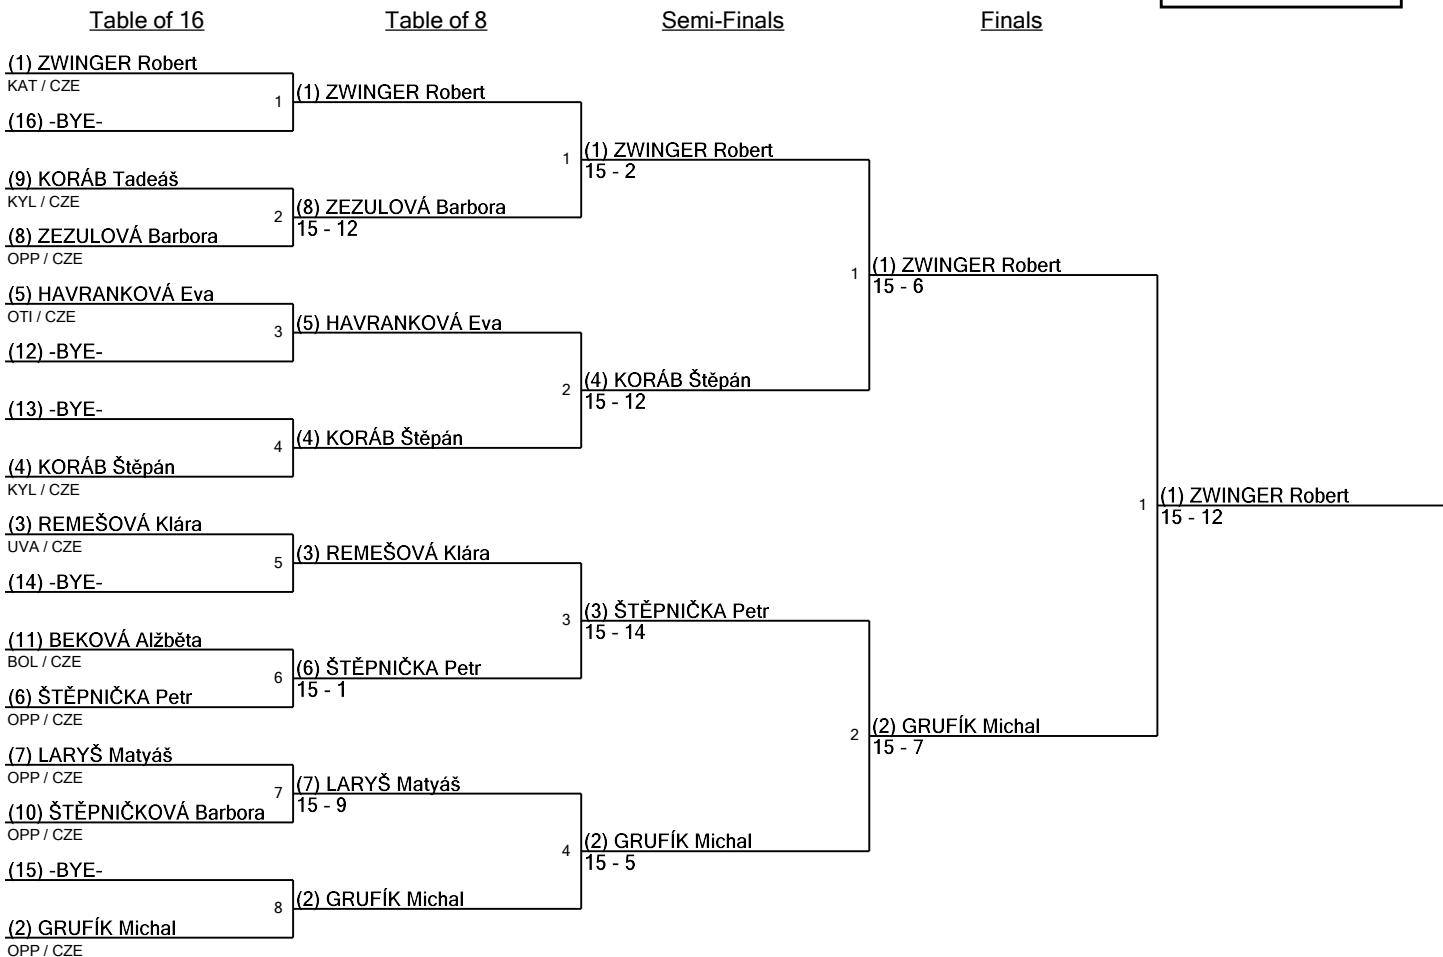 Table of 16
Table of 8
Semi-Finals
Finals
(1) ZWINGER Robert
KAT / CZE
1
(16) -BYE-
(9) KORÁB Tadeáš
KYL / CZE
2
(8) ZEZULOVÁ Barbora
OPP / CZE
(5) HAVRANKOVÁ Eva
OTI / CZE
3
(12) -BYE-
(13) -BYE-
4
(4) KORÁB Štěpán
KYL / CZE
(3) REMEŠOVÁ Klára
UVA / CZE
5
(14) -BYE-
(11) BEKOVÁ Alžběta
BOL / CZE
6
(6) ŠTĚPNIČKA Petr
OPP / CZE
(7) LARYŠ Matyáš
OPP / CZE
7
(10) ŠTĚPNIČKOVÁ Barbora
OPP / CZE
(15) -BYE-
8
(2) GRUFÍK Michal
OPP / CZE
(1) ZWINGER Robert
1
(8) ZEZULOVÁ Barbora
15 - 12
(5) HAVRANKOVÁ Eva
2
(4) KORÁB Štěpán
(3) REMEŠOVÁ Klára
3
(6) ŠTĚPNIČKA Petr
15 - 1
(7) LARYŠ Matyáš
15 - 9
4
(2) GRUFÍK Michal
(1) ZWINGER Robert
15 - 2
1
(4) KORÁB Štěpán
15 - 12
(3) ŠTĚPNIČKA Petr
15 - 14
2
(2) GRUFÍK Michal
15 - 5
(1) ZWINGER Robert
15 - 6
1
(2) GRUFÍK Michal
15 - 7
(1) ZWINGER Robert
15 - 12